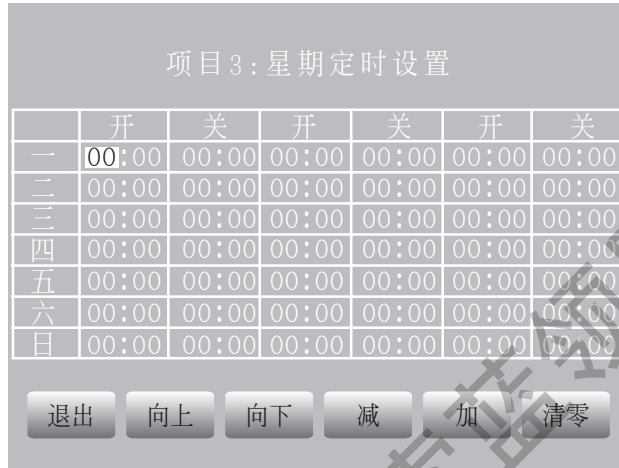 项目3:星期定时设置
开 关 开 关 开 关
一 00:00 00:00 00:00 00:00 00:00 00:00
二 00:00 00:00 00:00 00:00 00:00 00:00
三 00:00 00:00 00:00 00:00 00:00 00:00
四 00:00 00:00 00:00 00:00 00:00 00:00
五 00:00 00:00 00:00 00:00 00:00 00:00
六 00:00 00:00 00:00 00:00 00:00 00:00
日 00:00 00:00 00:00 00:00 00:00 00:00
退出 向上 向下 减 加 清零